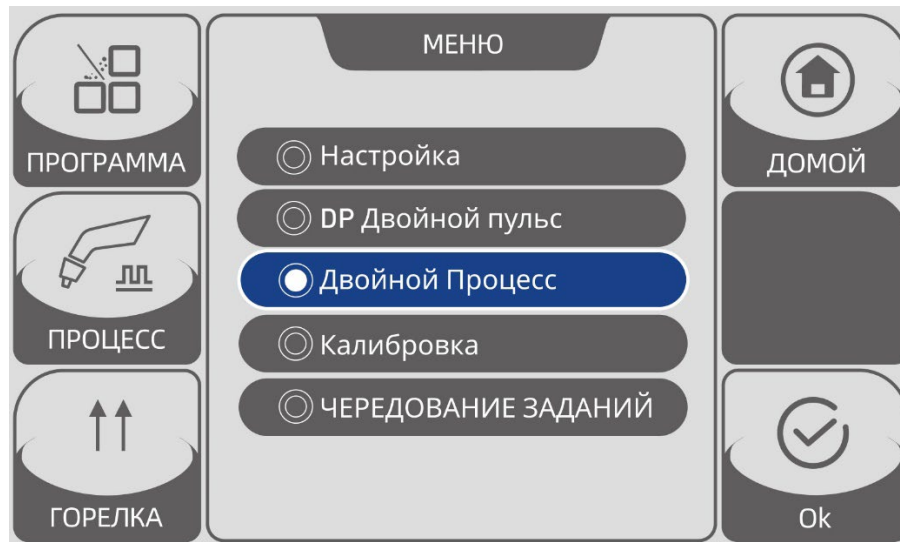 МЕНЮ
ПРОГРАММА
ПРОЦЕСС
ГОРЕЛКА
Настройка
DP Двойной пульс
Двойной Процесс
Калибровка
ЧЕРЕДОВАНИЕ ЗАДАНИЙ
ДОМОЙ
Ok